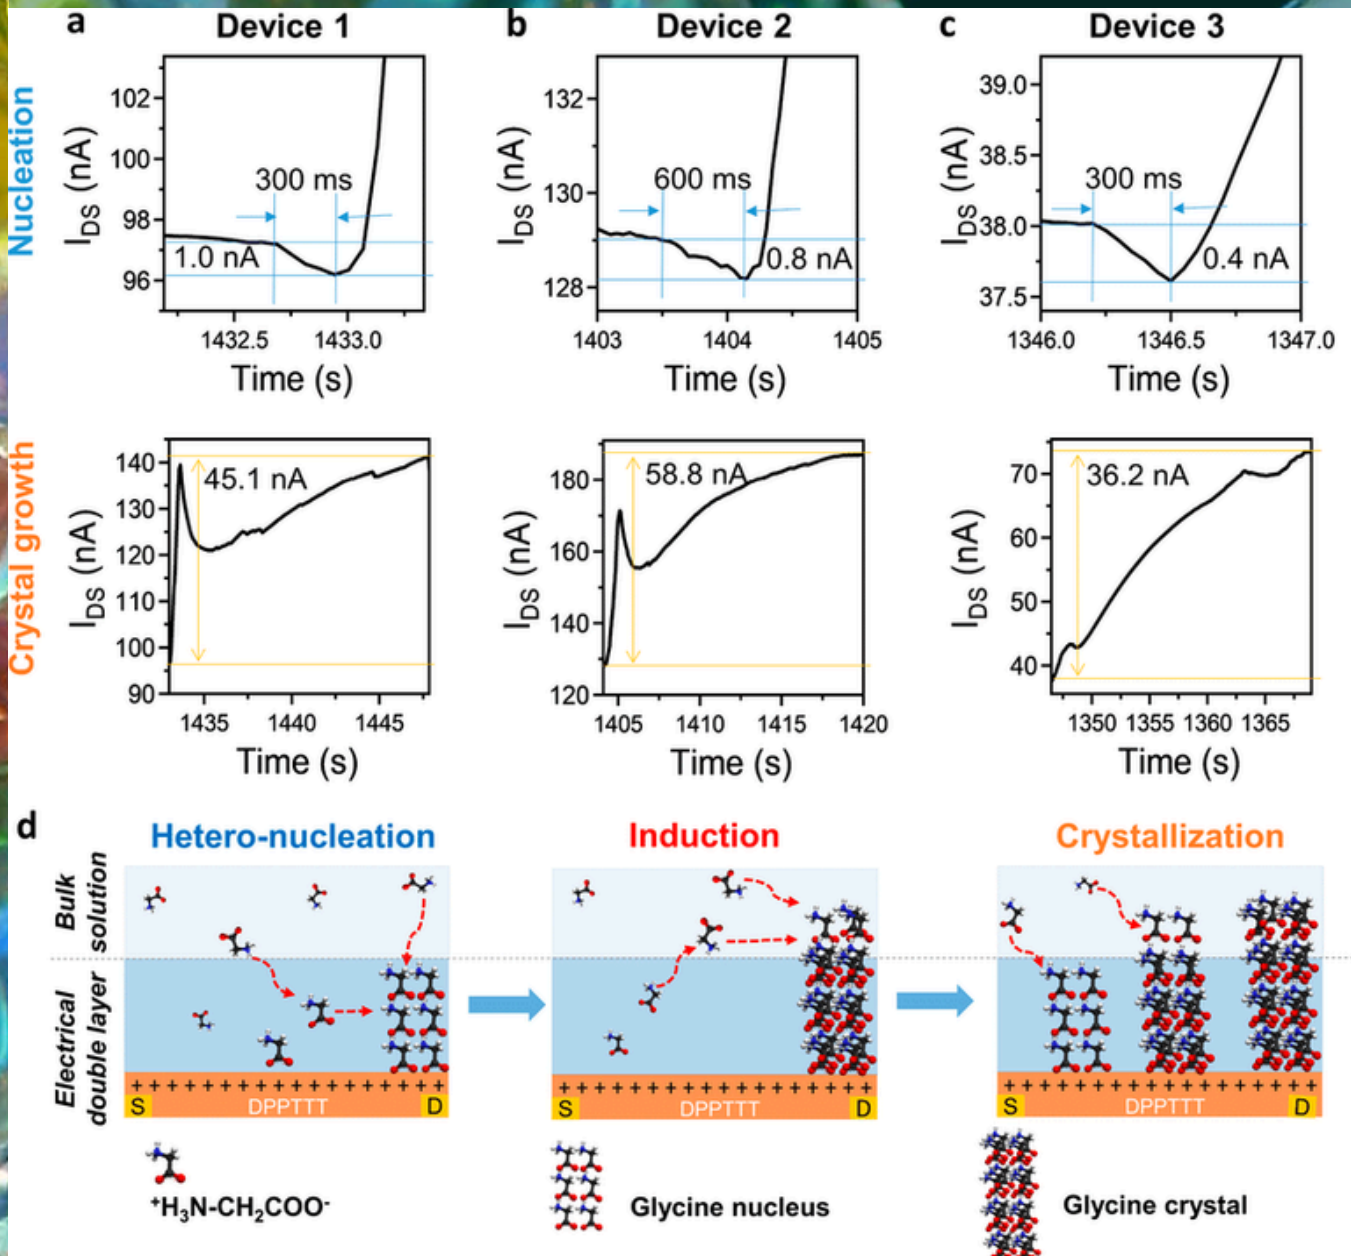 a Device 1
b Device 2
c Device 3
Nucleation
I_DS (nA)
102
100
98
96
300 ms
1.0 nA
1432.5 1433.0
Time (s)
I_DS (nA)
132
130
128
600 ms
0.8 nA
1403 1404 1405
Time (s)
I_DS (nA)
39.0
38.5
38.0
37.5
300 ms
0.4 nA
1346.0 1346.5 1347.0
Time (s)
Crystal growth
I_DS (nA)
140
130
120
110
100
90
45.1 nA
1435 1440 1445
Time (s)
I_DS (nA)
180
160
140
120
58.8 nA
1405 1410 1415 1420
Time (s)
I_DS (nA)
70
60
50
40
36.2 nA
1350 1355 1360 1365
Time (s)
d
Hetero-nucleation
Induction
Crystallization
Bulk
solution
Electrical
double layer
+ + + + + + + + + + + + + + + + + +
S DPPTTT D
+ + + + + + + + + + + + + + + + + +
S DPPTTT D
+ + + + + + + + + + + + + + + + + +
S DPPTTT D
⁺H₃N-CH₂COO⁻
Glycine nucleus
Glycine crystal